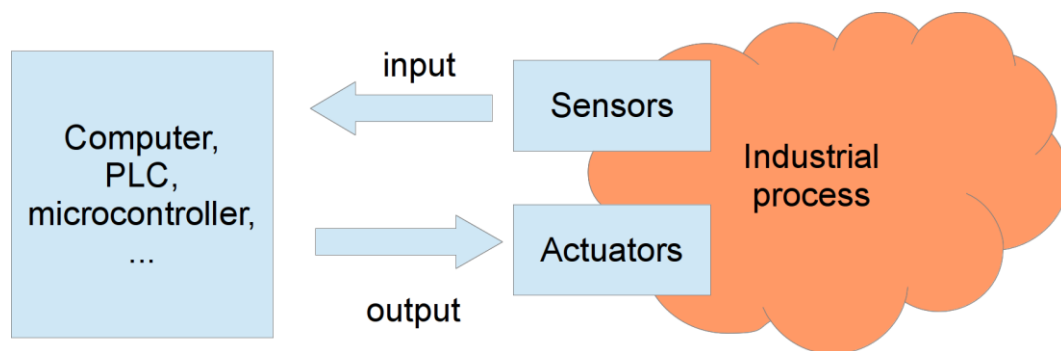 Computer,
PLC,
microcontroller,
...
input
output
Sensors
Actuators
Industrial
process